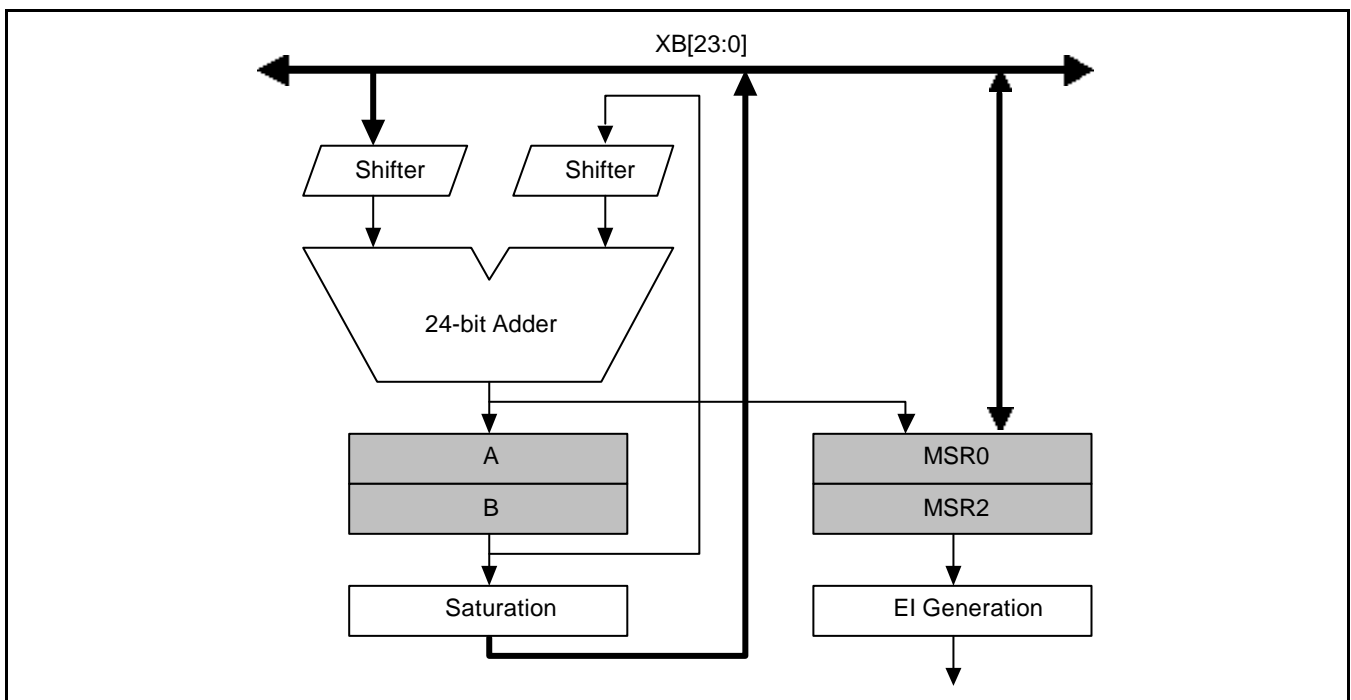 XB[23:0]
Shifter
Shifter
24-bit Adder
A
MSR0
B
MSR2
Saturation
EI Generation